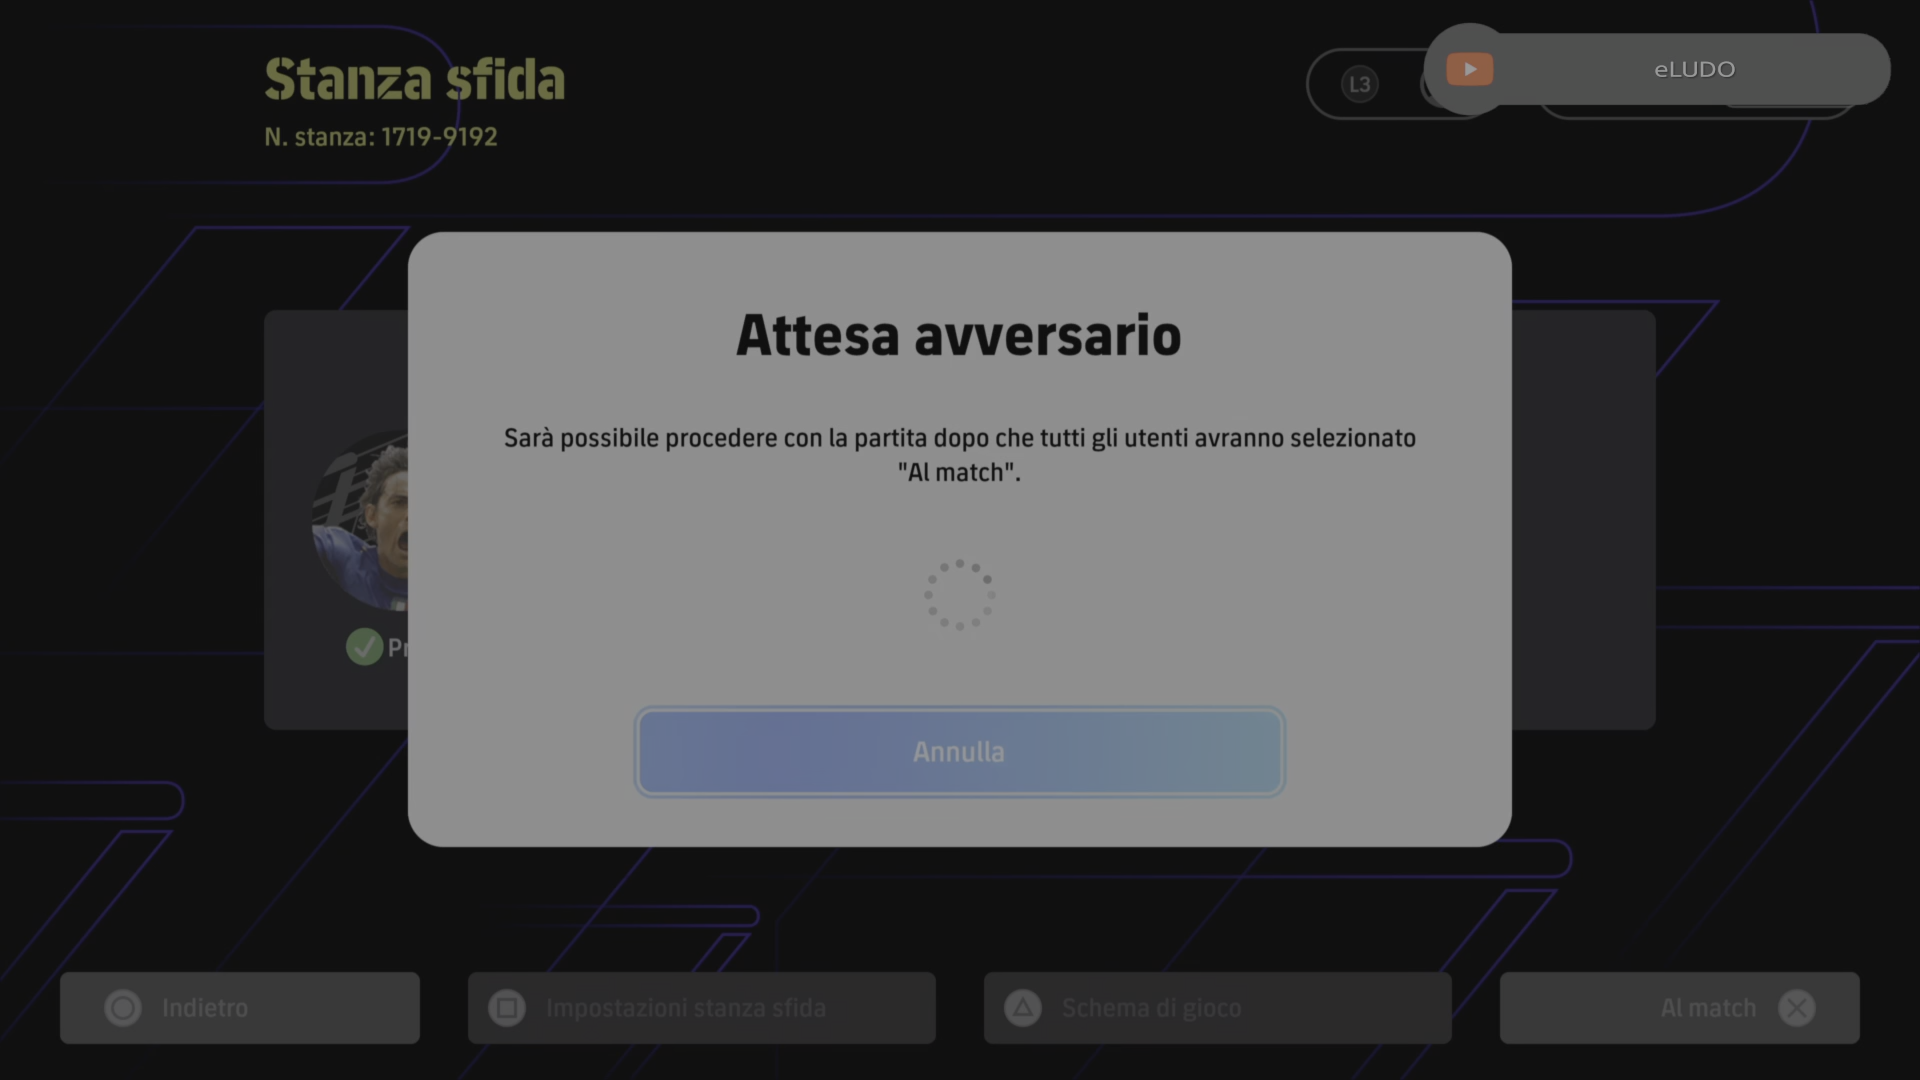 Stanza sfida
N. stanza: 1719-9192
L3
eLUDO
Attesa avversario
Sarà possibile procedere con la partita dopo che tutti gli utenti avranno selezionato
"Al match".
Annulla
Indietro
Impostazioni stanza sfida
Schema di gioco
Al match